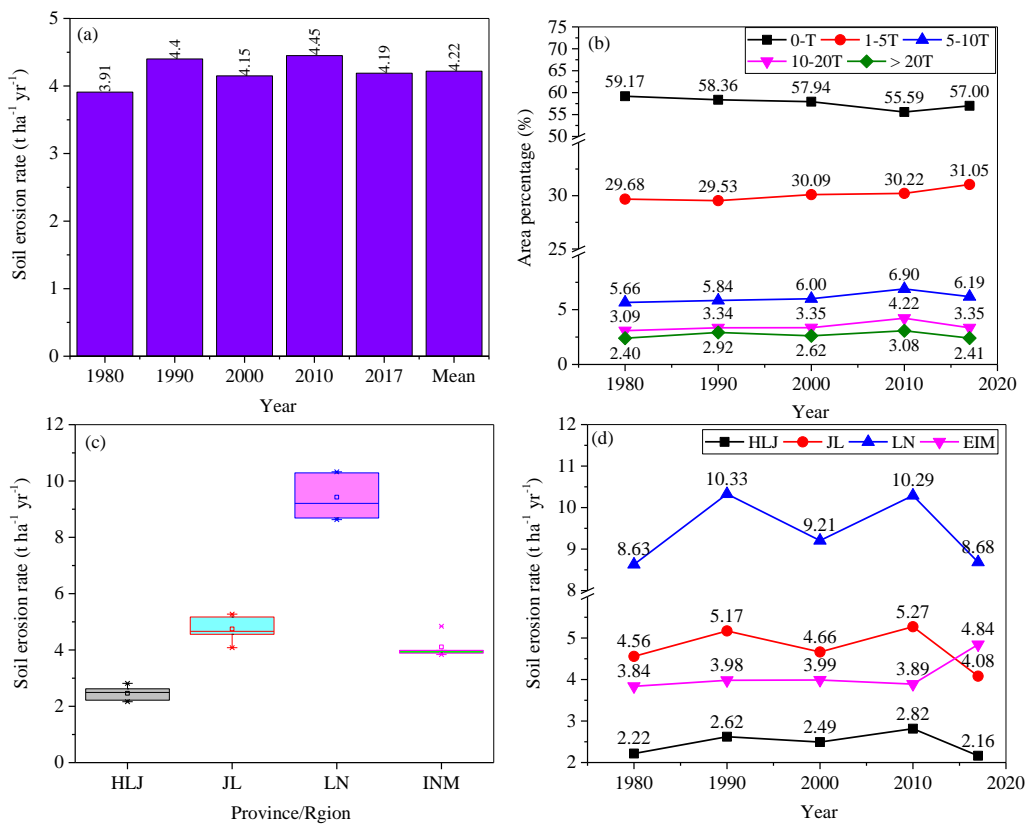 (a)
Soil erosion rate (t ha-1 yr-1)
5
4
3
2
1
0
3.91
4.4
4.15
4.45
4.19
4.22
1980 1990 2000 2010 2017 Mean
Year
(b)
0-T 1-5T 5-10T
10-20T > 20T
Area percentage (%)
75
70
65
60
55
50
30
25
5
0
59.17 58.36 57.94 55.59 57.00
29.68 29.53 30.09 30.22 31.05
5.66 5.84 6.00 6.90 6.19
3.09 3.34 3.35 4.22 3.35
2.40 2.92 2.62 3.08 2.41
1980 1990 2000 2010 2020
Year
(c)
Soil erosion rate (t ha-1 yr-1)
12
10
8
6
4
2
0
HLJ JL LN INM
Province/Rgion
(d)
HLJ JL LN EIM
Soil erosion rate (t ha-1 yr-1)
12
11
10
9
8
5
4
3
2
8.63 10.33 9.21 10.29 8.68
4.56 5.17 4.66 5.27 4.08
3.84 3.98 3.99 3.89 4.84
2.22 2.62 2.49 2.82 2.16
1980 1990 2000 2010 2020
Year